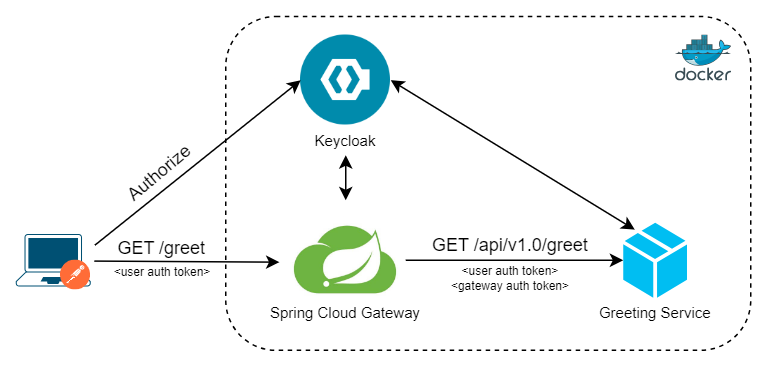 docker
Keycloak
Authorize
GET /greet
<user auth token>
GET /api/v1.0/greet
<user auth token>
<gateway auth token>
Spring Cloud Gateway
Greeting Service